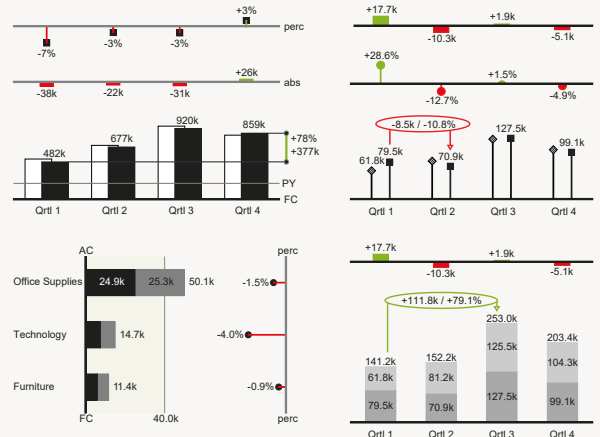 +3%
perc
-7%
-3%
-3%
+26k
abs
-38k
-22k
-31k
482k
677k
920k
859k
+78%
+377k
PY
FC
Qrtl 1
Qrtl 2
Qrtl 3
Qrtl 4
+17.7k
+1.9k
-10.3k
-5.1k
+28.6%
+1.5%
-12.7%
-4.9%
-8.5k / -10.8%
127.5k
61.8k
79.5k
70.9k
99.1k
Qrtl 1
Qrtl 2
Qrtl 3
Qrtl 4
AC
Office Supplies
24.9k
25.3k
50.1k
Technology
14.7k
Furniture
11.4k
FC
40.0k
perc
-1.5%
-4.0%
-0.9%
perc
+17.7k
+1.9k
-10.3k
-5.1k
+111.8k / +79.1%
253.0k
141.2k
152.2k
203.4k
61.8k
81.2k
125.5k
104.3k
79.5k
70.9k
127.5k
99.1k
Qrtl 1
Qrtl 2
Qrtl 3
Qrtl 4